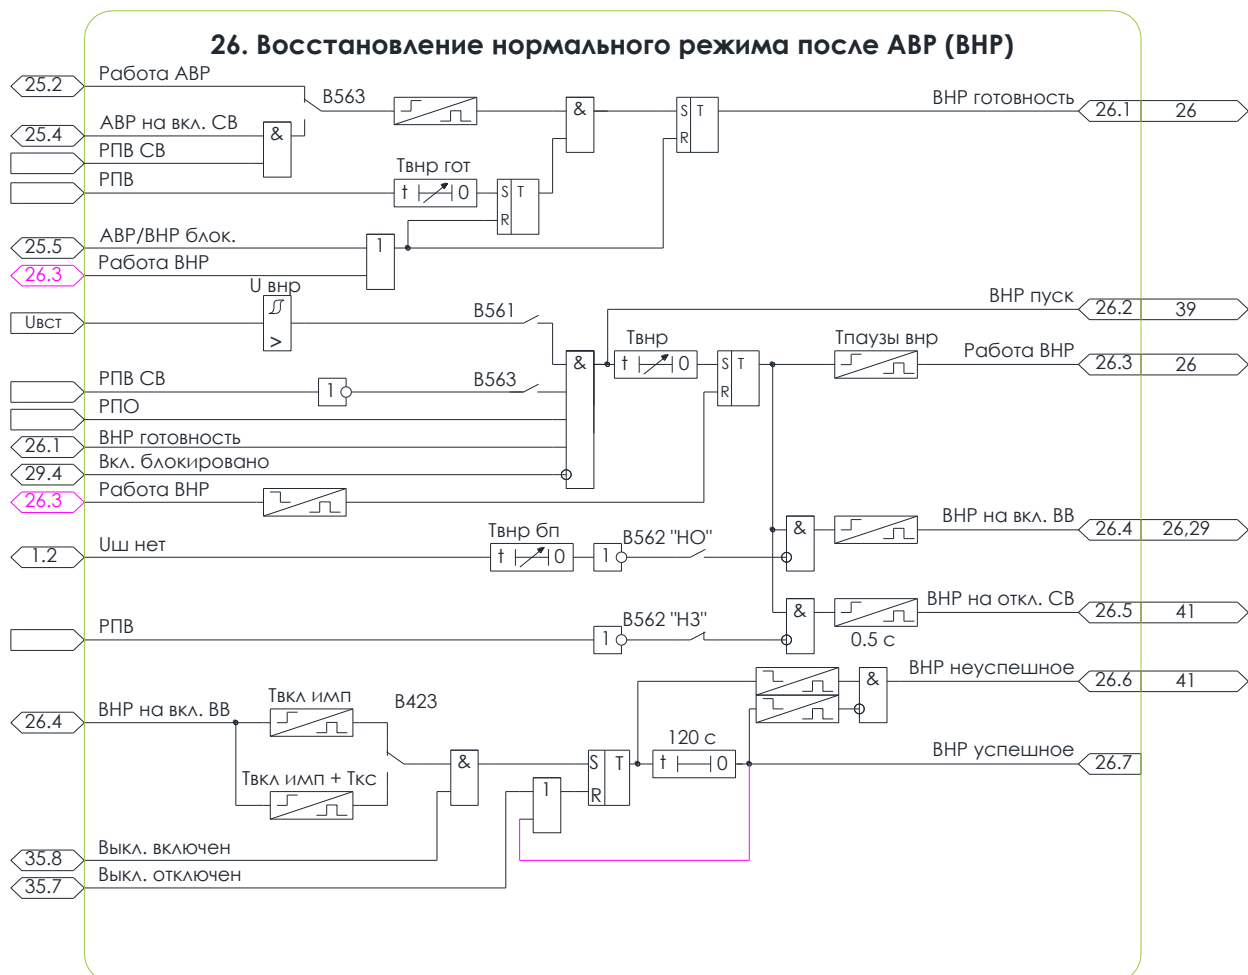 26. Восстановление нормального режима после АВР (ВНР)
25.2 Работа АВР
В563
ВНР готовность 26.1 26
&
S T
R
25.4 АВР на вкл. СВ
&
РПВ СВ
Твнр гот
РПВ
t 0
S T
R
25.5 АВР/ВНР блок.
1
26.3 Работа ВНР
U внр
Uвст
>
В561
ВНР пуск 26.2 39
Твнр
Тпаузы внр
&
t 0
S T
R
Работа ВНР 26.3 26
РПВ СВ
1
В563
РПО
26.1 ВНР готовность
29.4 Вкл. блокировано
26.3 Работа ВНР
Твнр бп
В562 "НО"
&
ВНР на вкл. ВВ 26.4 26,29
1.2 Uш нет
t 0
1
РПВ
1
В562 "НЗ"
&
0.5 с
ВНР на откл. СВ 26.5 41
ВНР неуспешное 26.6 41
&
Твкл имп
В423
26.4 ВНР на вкл. ВВ
120 с
ВНР успешное 26.7
&
S T
R
t 0
Твкл имп + Ткс
1
35.8 Выкл. включен
35.7 Выкл. отключен